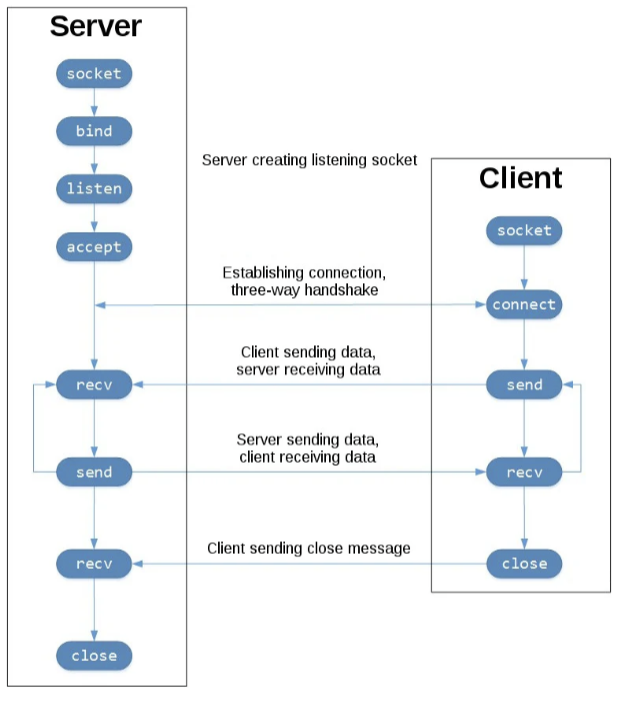 Server
socket
bind
listen
accept
recv
send
recv
close
Server creating listening socket
Establishing connection,
three-way handshake
Client sending data,
server receiving data
Server sending data,
client receiving data
Client sending close message
Client
socket
connect
send
recv
close